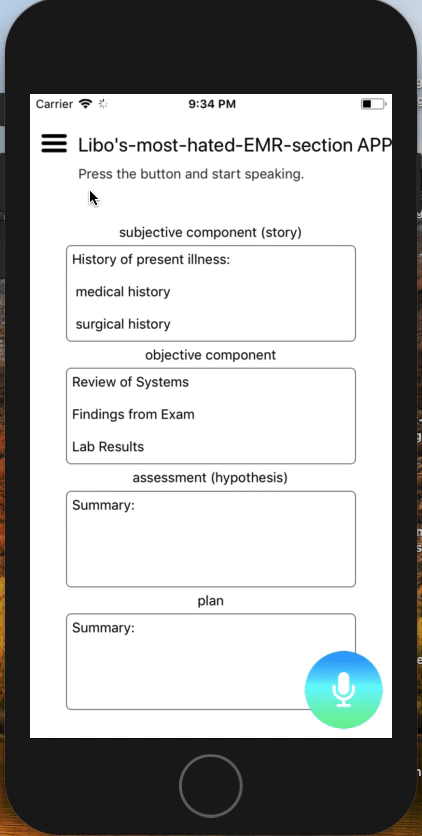 Carrier
9:34 PM
Libo's-most-hated-EMR-section APP
Press the button and start speaking.
subjective component (story)
History of present illness:
medical history
surgical history
objective component
Review of Systems
Findings from Exam
Lab Results
assessment (hypothesis)
Summary:
plan
Summary: